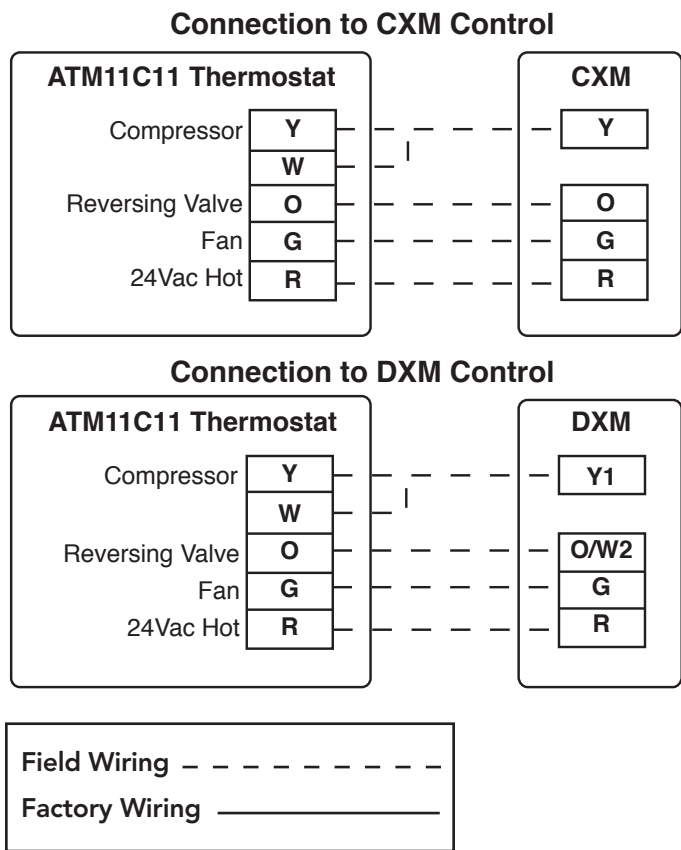 Connection to CXM Control
ATM11C11 Thermostat
CXM
Compressor Y Y
W
Reversing Valve O O
Fan G G
24Vac Hot R R
Connection to DXM Control
ATM11C11 Thermostat
DXM
Compressor Y Y1
W
Reversing Valve O O/W2
Fan G G
24Vac Hot R R
Field Wiring
Factory Wiring